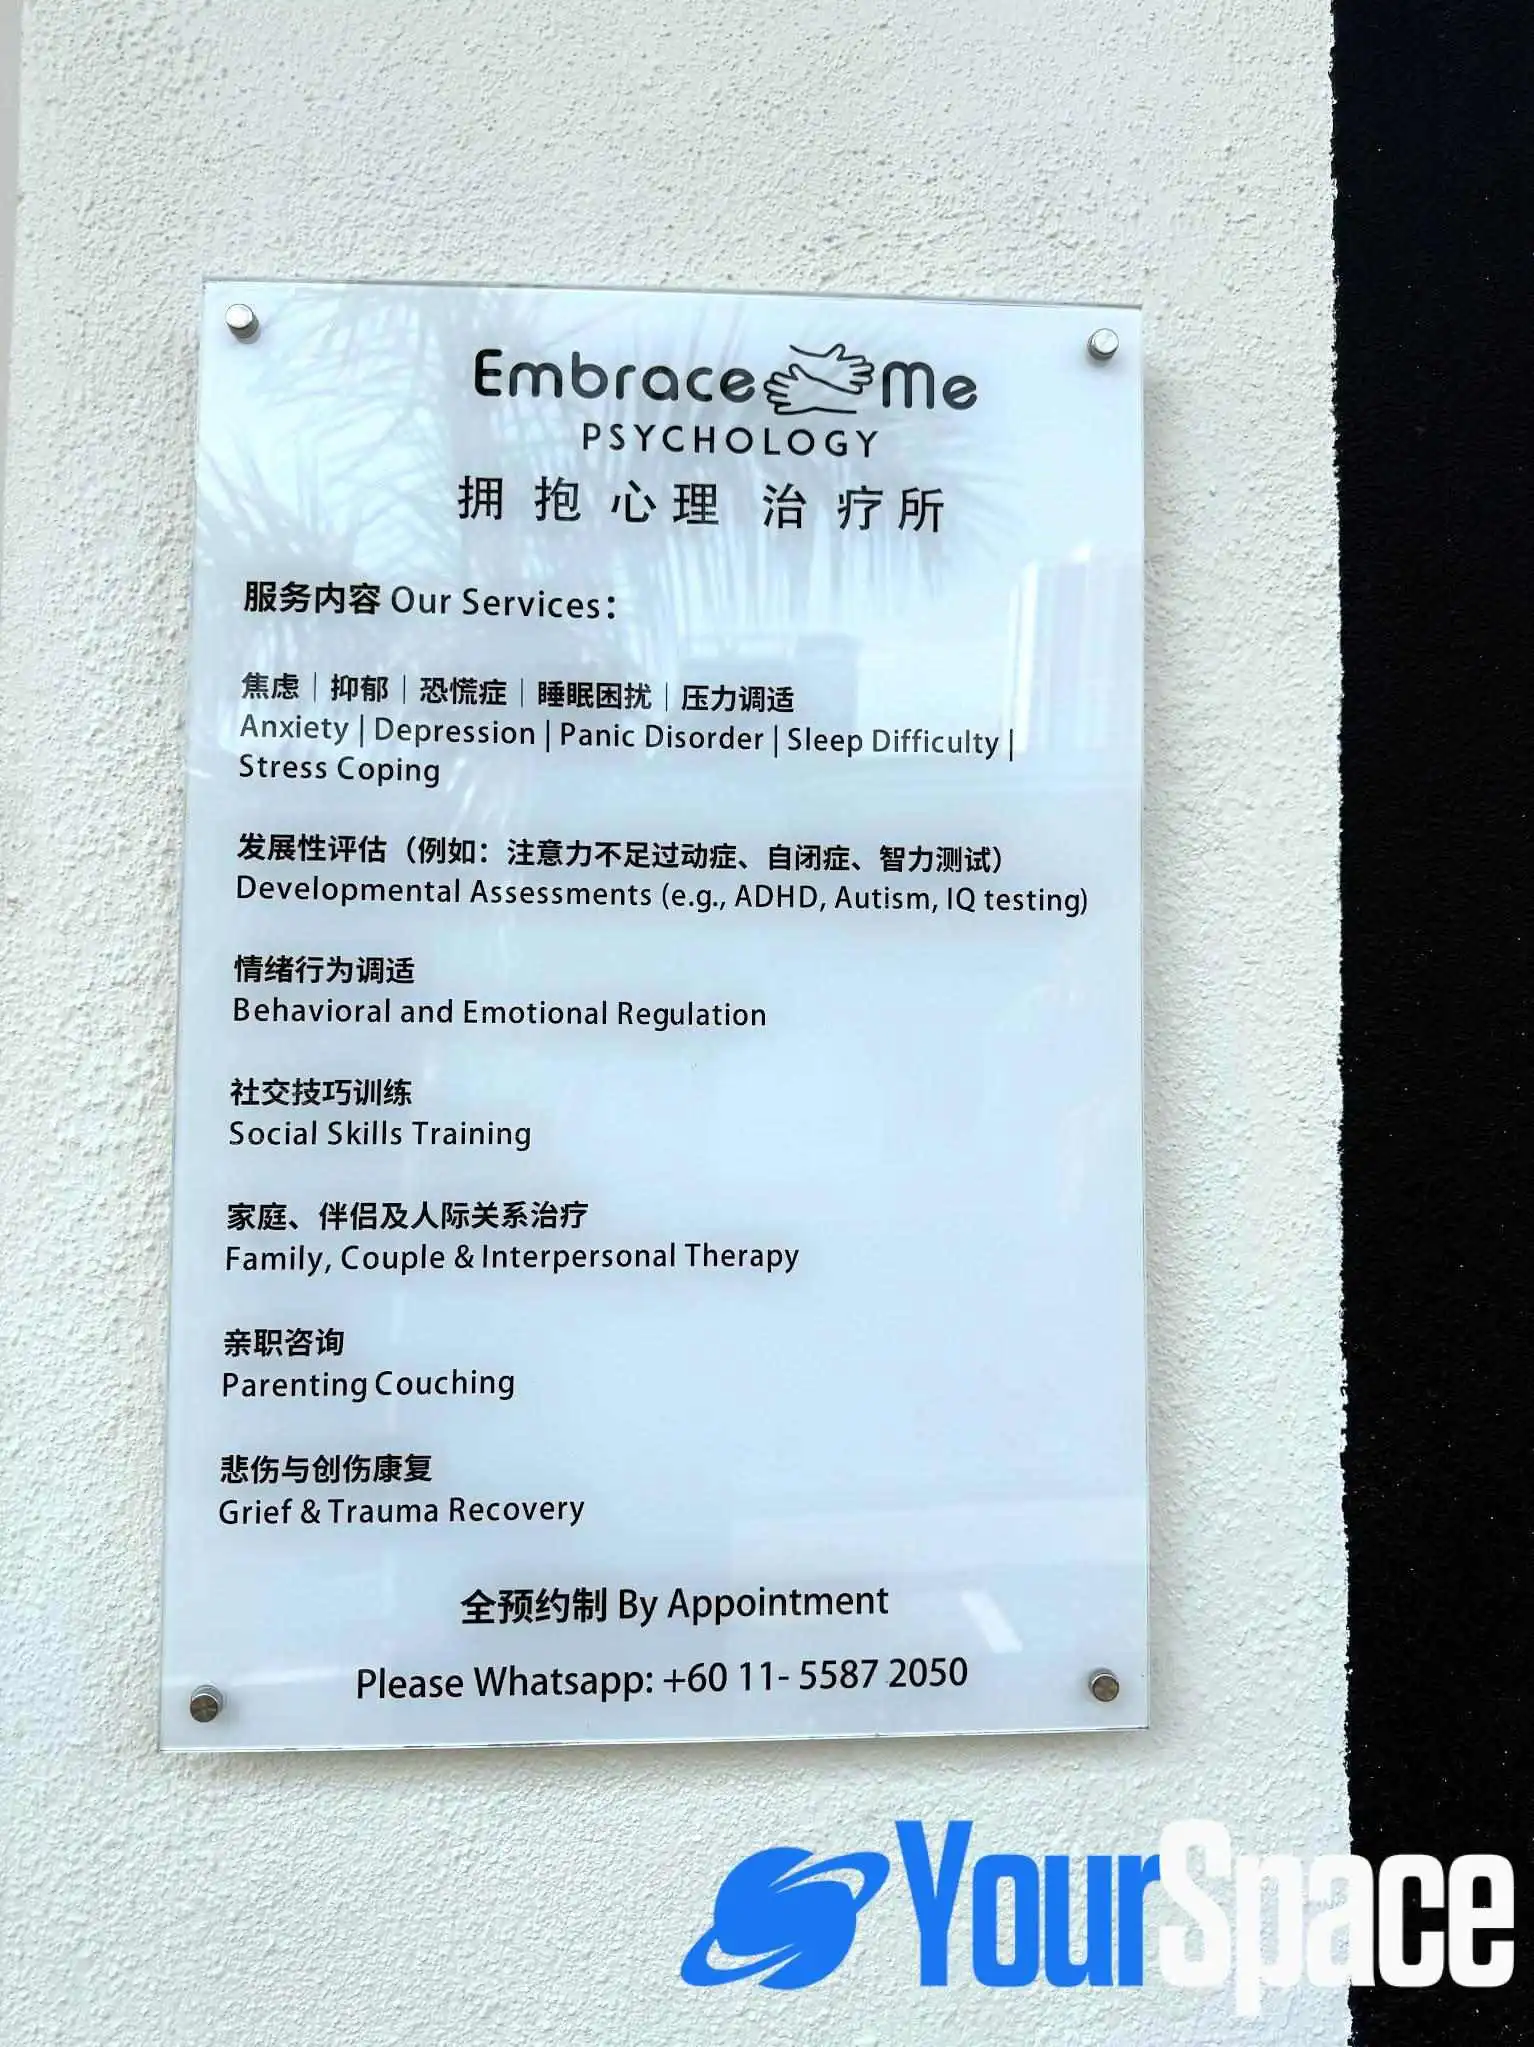 Embrace Me
PSYCHOLOGY
拥抱心理治疗所
服务内容 Our Services：
焦虑｜抑郁｜恐慌症｜睡眠困扰｜压力调适
Anxiety | Depression | Panic Disorder | Sleep Difficulty |
Stress Coping
发展性评估（例如：注意力不足过动症、自闭症、智力测试）
Developmental Assessments (e.g., ADHD, Autism, IQ testing)
情绪行为调适
Behavioral and Emotional Regulation
社交技巧训练
Social Skills Training
家庭、伴侣及人际关系治疗
Family, Couple & Interpersonal Therapy
亲职咨询
Parenting Couching
悲伤与创伤康复
Grief & Trauma Recovery
全预约制 By Appointment
Please Whatsapp: +60 11- 5587 2050
YourSpace